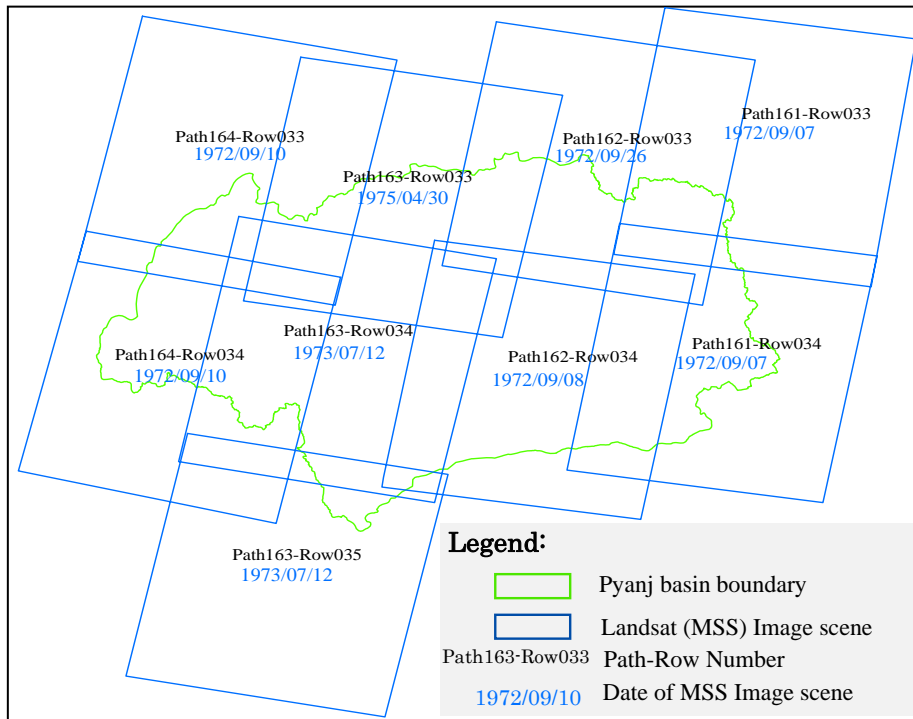 Path161-Row033
1972/09/07
Path164-Row033
1972/09/10
Path162-Row033
1972/09/26
Path163-Row033
1975/04/30
Path163-Row034
1973/07/12
Path161-Row034
1972/09/07
Path164-Row034
1972/09/10
Path162-Row034
1972/09/08
Path163-Row035
1973/07/12
Legend:
Pyanj basin boundary
Landsat (MSS) Image scene
Path163-Row033 Path-Row Number
1972/09/10 Date of MSS Image scene